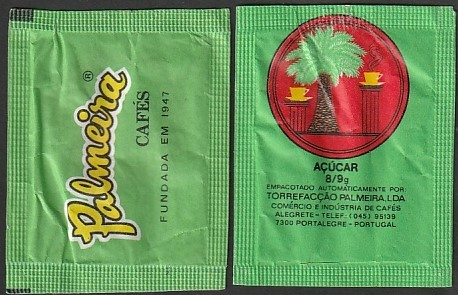 Palmeira ®
CAFÉS
FUNDADA EM 1947
AÇÚCAR
8/9g
EMPACOTADO AUTOMATICAMENTE POR:
TORREFACÇÃO PALMEIRA, LDA
COMÉRCIO E INDÚSTRIA DE CAFÉS
ALEGRETE - TELEF: (045) 95139
7300 PORTALEGRE - PORTUGAL